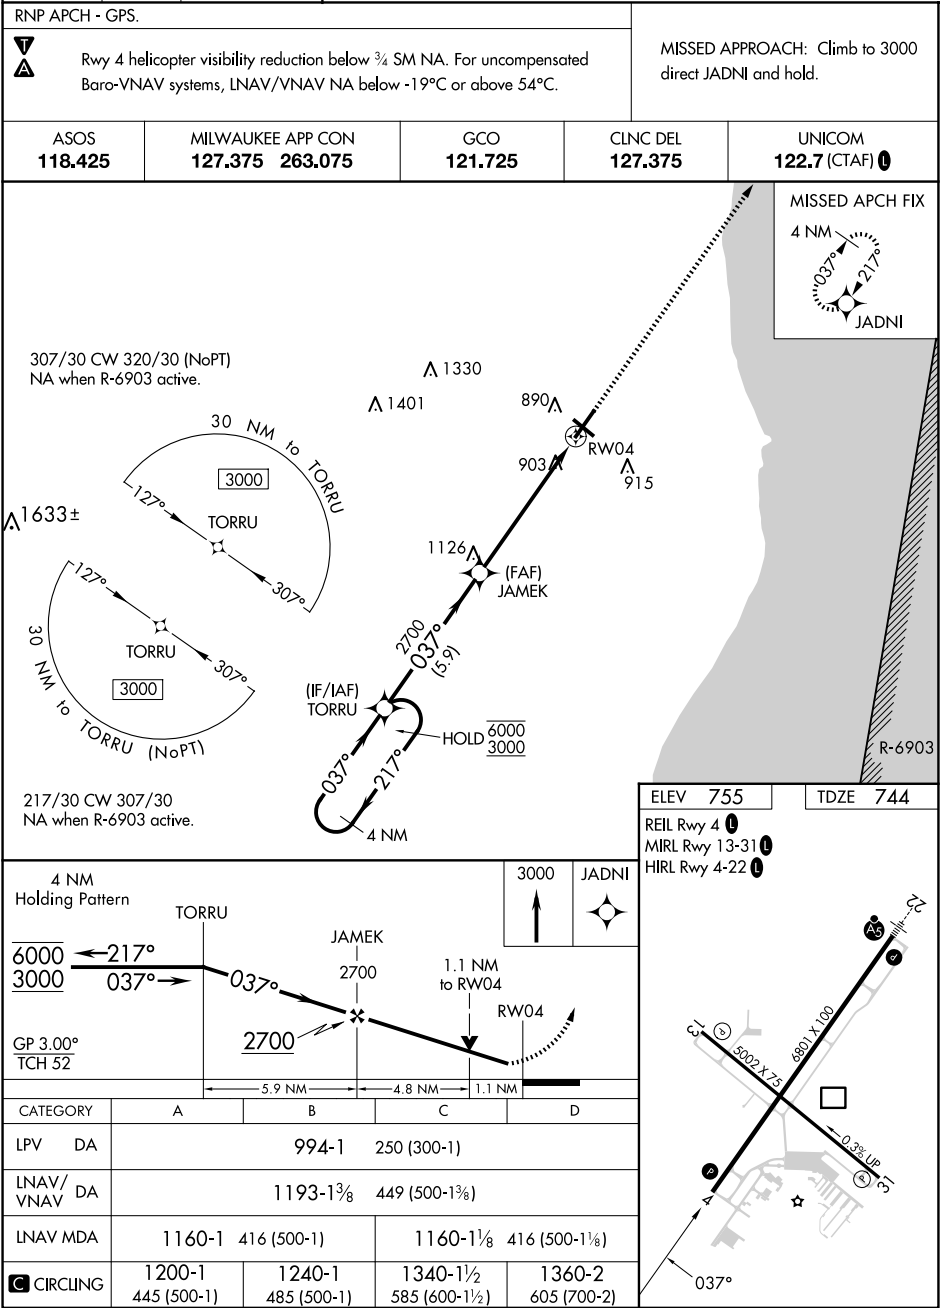 RNP APCH - GPS.
T
A
Rwy 4 helicopter visibility reduction below ¾ SM NA. For uncompensated
Baro-VNAV systems, LNAV/VNAV NA below -19°C or above 54°C.
MISSED APPROACH: Climb to 3000
direct JADNI and hold.
ASOS
118.425
MILWAUKEE APP CON
127.375 263.075
GCO
121.725
CLNC DEL
127.375
UNICOM
122.7 (CTAF) L
MISSED APCH FIX
4 NM
037°
217°
JADNI
307/30 CW 320/30 (NoPT)
NA when R-6903 active.
1330
1401
890
RW04
903
915
30 NM to TORRU
3000
127°
TORRU
307°
1633±
1126
(FAF)
JAMEK
127°
TORRU
307°
3000
30 NM to TORRU (NoPT)
2700
037°
(5.9)
(IF/IAF)
TORRU
HOLD 6000
3000
037°
217°
4 NM
R-6903
217/30 CW 307/30
NA when R-6903 active.
ELEV 755
TDZE 744
REIL Rwy 4 L
MIRL Rwy 13-31 L
HIRL Rwy 4-22 L
22
A5
P
6801 X 100
13
P
5002 X 75
0.3% UP
P
31
P
4
037°
4 NM
Holding Pattern
TORRU
3000
JADNI
JAMEK
6000
3000
217°
037°
037°
2700
2700
1.1 NM
to RW04
RW04
GP 3.00°
TCH 52
5.9 NM
4.8 NM
1.1 NM
CATEGORY A B C D
LPV DA 994-1 250 (300-1)
LNAV/
VNAV DA 1193-1⅜ 449 (500-1⅜)
LNAV MDA 1160-1 416 (500-1) 1160-1⅛ 416 (500-1⅛)
C CIRCLING 1200-1 1240-1 1340-1½ 1360-2
445 (500-1) 485 (500-1) 585 (600-1½) 605 (700-2)